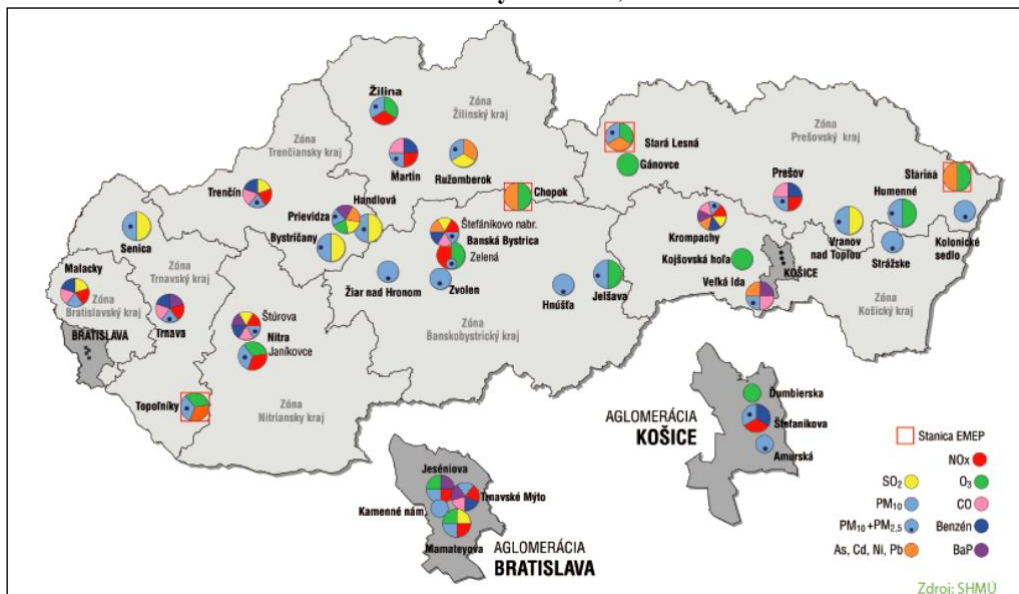 Žilina
Zóna
Žilinský kraj
Zóna
Trenčiansky kraj
Martin
Ružomberok
Stará Lesná
Gánovce
Zóna
Prešovský kraj
Trenčín
Prievidza
Handlová
Bystričany
Chopok
Prešov
Starina
Humenné
Senica
Štefánikovo nabr.
Banská Bystrica
Zelená
Krompachy
Vranov
nad Topľou
Kolonické
sedlo
Strážske
Malacky
Zóna
Trnavský kraj
Zóna
Bratislavský kraj
BRATISLAVA
Trnava
Žiar nad Hronom
Zvolen
Hnúšťa
Jelšava
Kojšovská hoľa
KOŠICE
Veľká Ida
Štúrova
Nitra
Janíkovce
Zóna
Banskobystrický kraj
Zóna
Košický kraj
Topoľníky
Zóna
Nitriansky kraj
AGLOMERÁCIA
KOŠICE
Ďumbierska
Štefanikova
Amurská
Jeséniova
Trnavské Mýto
Kamenné nám.
Mamateyova
AGLOMERÁCIA
BRATISLAVA
Stanica EMEP
NOx
SO₂ O₃
PM₁₀ CO
PM₁₀+PM₂,₅ Benzén
As, Cd, Ni, Pb BaP
Zdroj: SHMÚ